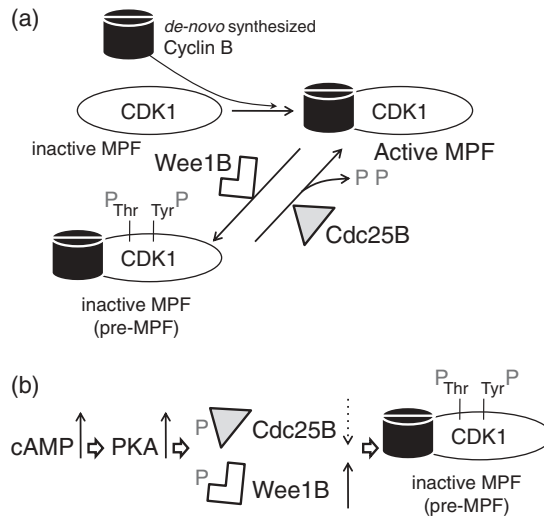 (a)
de-novo synthesized
Cyclin B
CDK1
CDK1
inactive MPF
Active MPF
Wee1B
P P
P Thr Tyr P
Cdc25B
CDK1
inactive MPF
(pre-MPF)
(b)
P Thr Tyr P
cAMP PKA P Cdc25B CDK1
P Wee1B
inactive MPF
(pre-MPF)